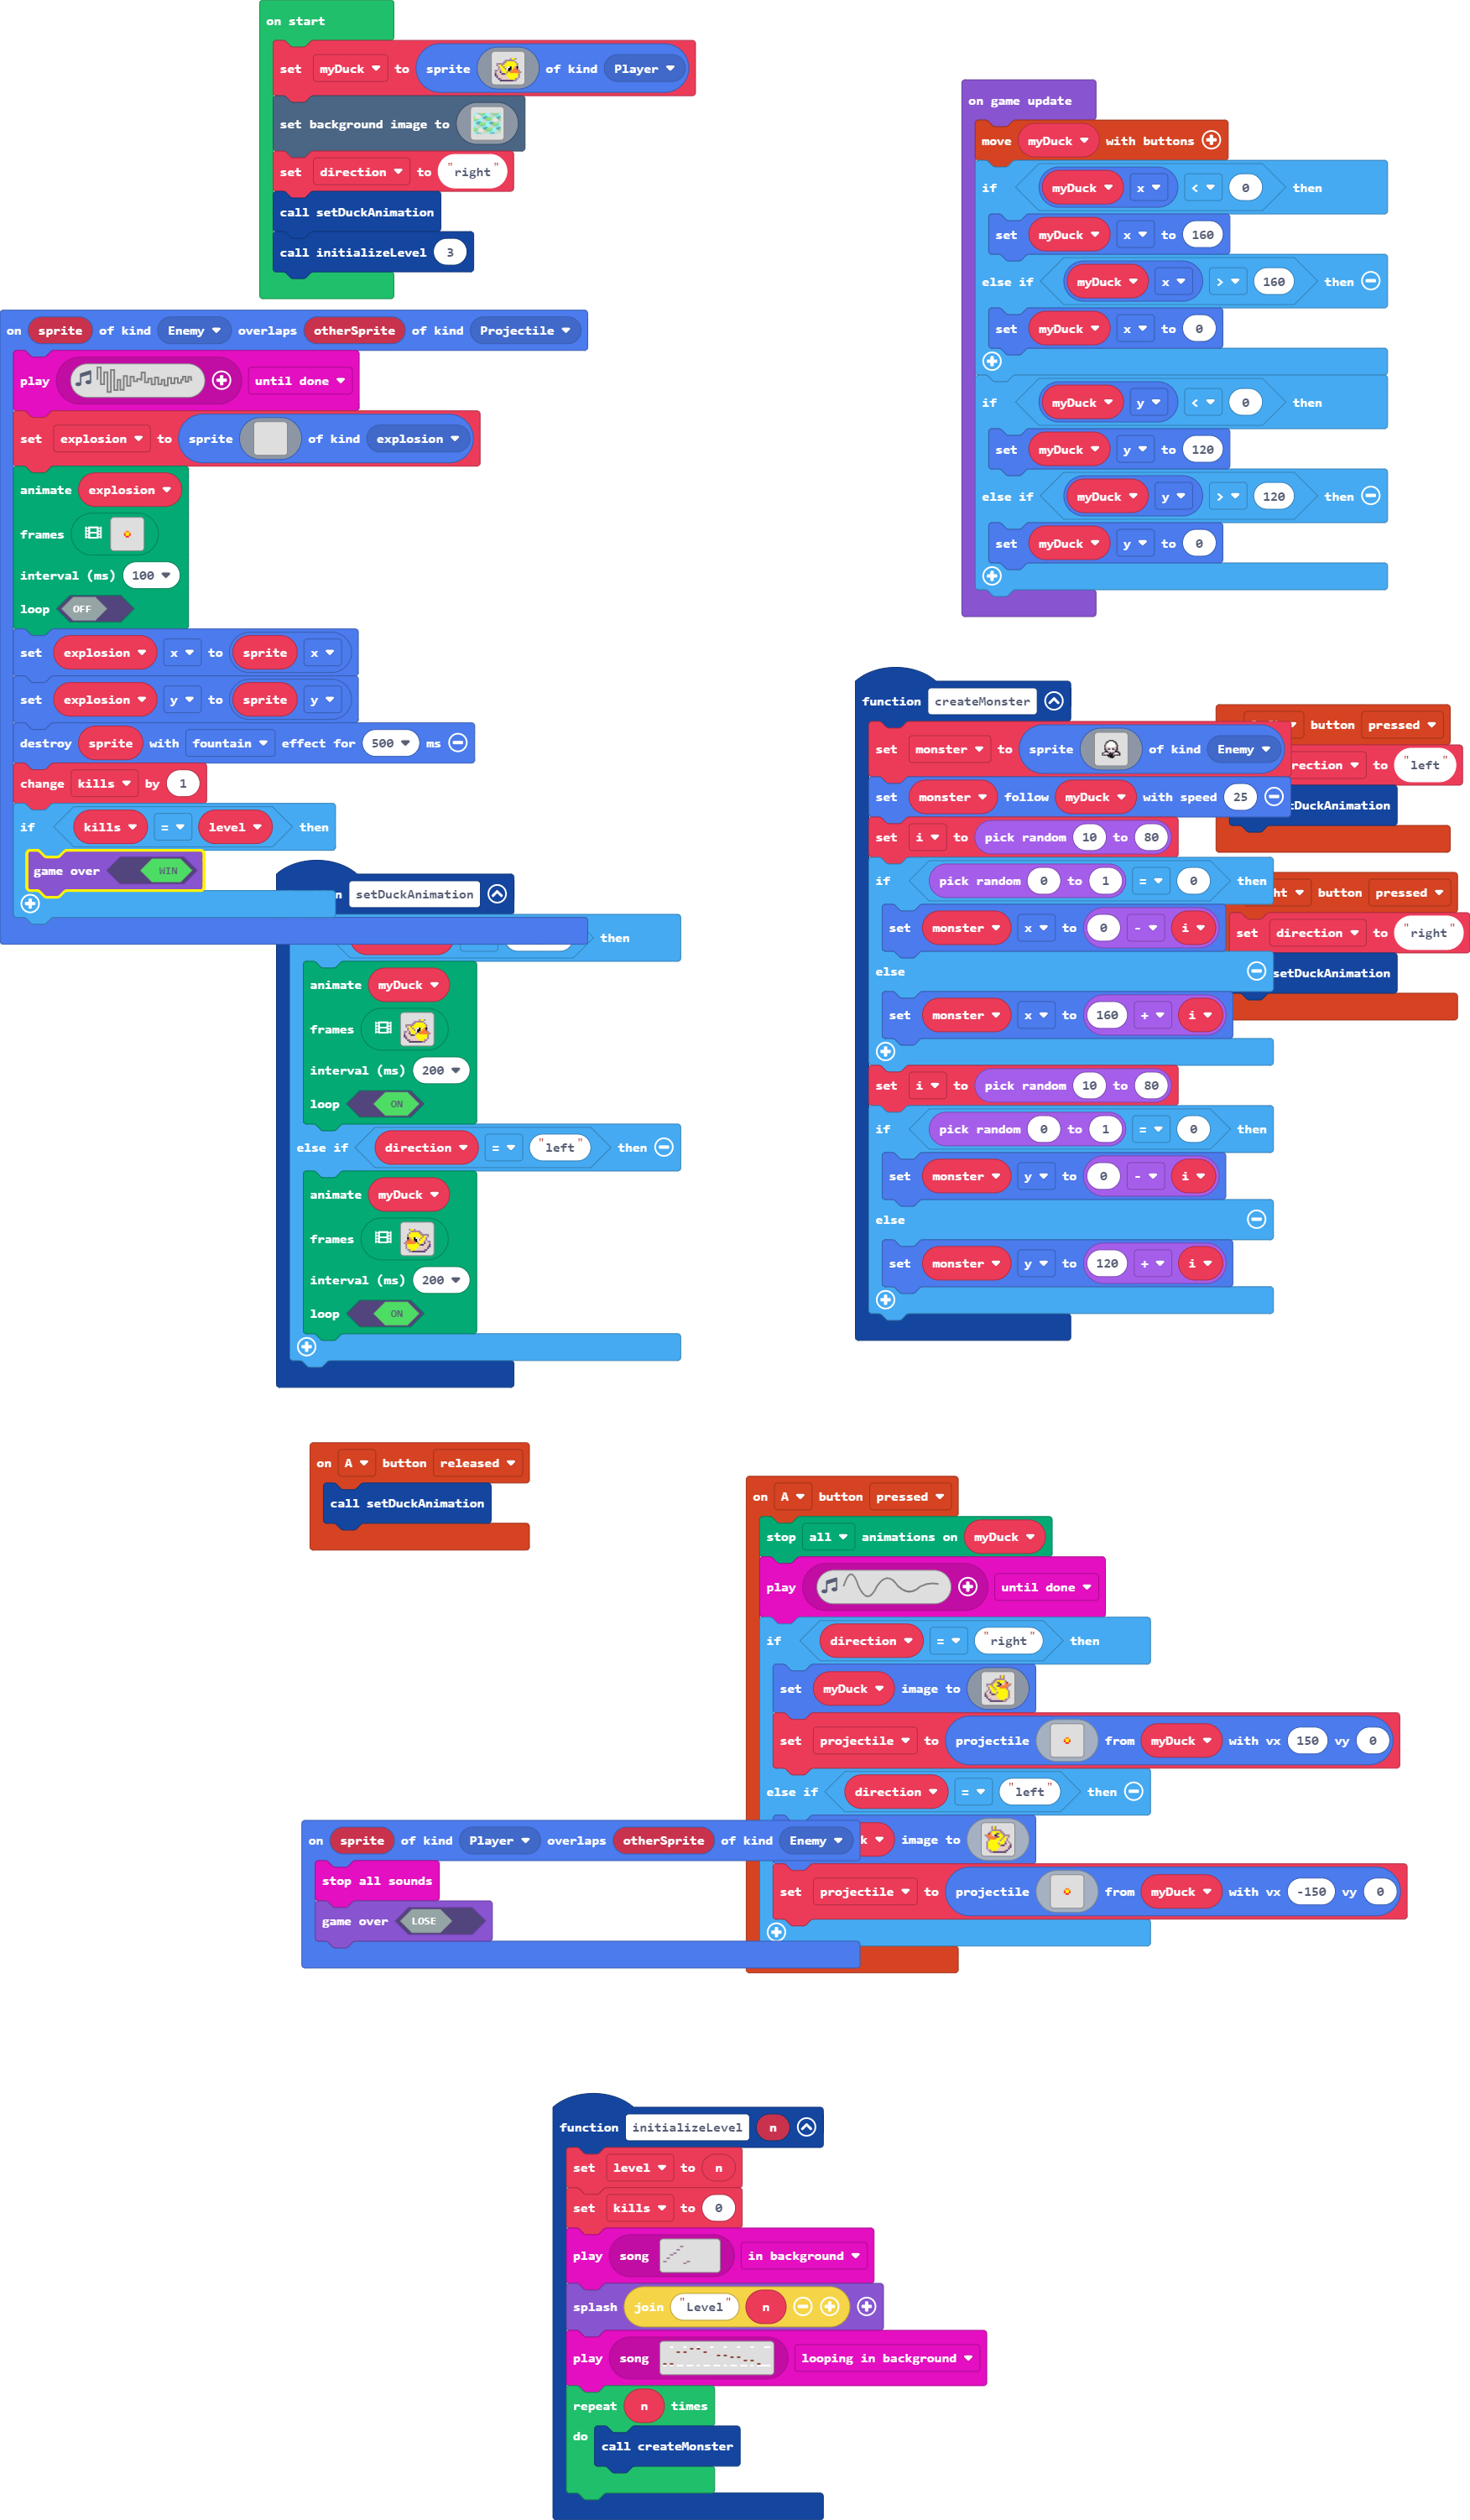 on start
set myDuck to sprite of kind Player
set background image to
set direction to "right"
call setDuckAnimation
call initializeLevel 3
on sprite of kind Enemy overlaps otherSprite of kind Projectile
play until done
set explosion to sprite of kind explosion
animate explosion
frames
interval (ms) 100
loop OFF
set explosion x to sprite x
set explosion y to sprite y
destroy sprite with fountain effect for 500 ms
change kills by 1
if kills = level then
game over WIN
on game update
move myDuck with buttons
if myDuck x < 0 then
set myDuck x to 160
else if myDuck x > 160 then
set myDuck x to 0
if myDuck y < 0 then
set myDuck y to 120
else if myDuck y > 120 then
set myDuck y to 0
function createMonster
set monster to sprite of kind Enemy
set monster follow myDuck with speed 25
set i to pick random 10 to 80
if pick random 0 to 1 = 0 then
set monster x to 0 - i
else
set monster x to 160 + i
set i to pick random 10 to 80
if pick random 0 to 1 = 0 then
set monster y to 0 - i
else
set monster y to 120 + i
button pressed
to "left"
button pressed
set direction to "right"
setDuckAnimation
setDuckAnimation
then
animate myDuck
frames
interval (ms) 200
loop ON
else if direction = "left" then
animate myDuck
frames
interval (ms) 200
loop ON
on A button released
call setDuckAnimation
on A button pressed
stop all animations on myDuck
play until done
if direction = "right" then
set myDuck image to
set projectile to projectile from myDuck with vx 150 vy 0
else if direction = "left" then
image to
set projectile to projectile from myDuck with vx -150 vy 0
on sprite of kind Player overlaps otherSprite of kind Enemy
stop all sounds
game over LOSE
function initializeLevel n
set level to n
set kills to 0
play song in background
splash join "Level" n
play song looping in background
repeat n times
do call createMonster